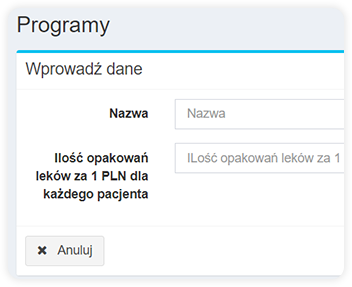 Programy
Wprowadź dane
Nazwa
Nazwa
Ilość opakowań
leków za 1 PLN dla
każdego pacjenta
ILość opakowań leków za 1
✖ Anuluj